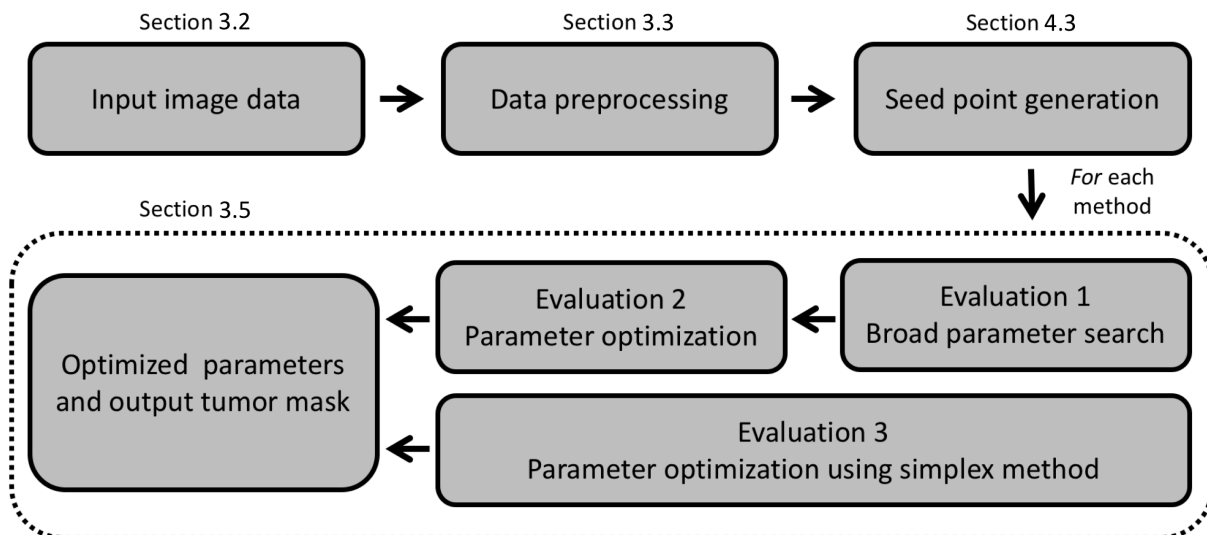 Section 3.2
Section 3.3
Section 4.3
Input image data
Data preprocessing
Seed point generation
For each
method
Section 3.5
Evaluation 2
Parameter optimization
Evaluation 1
Broad parameter search
Optimized parameters
and output tumor mask
Evaluation 3
Parameter optimization using simplex method